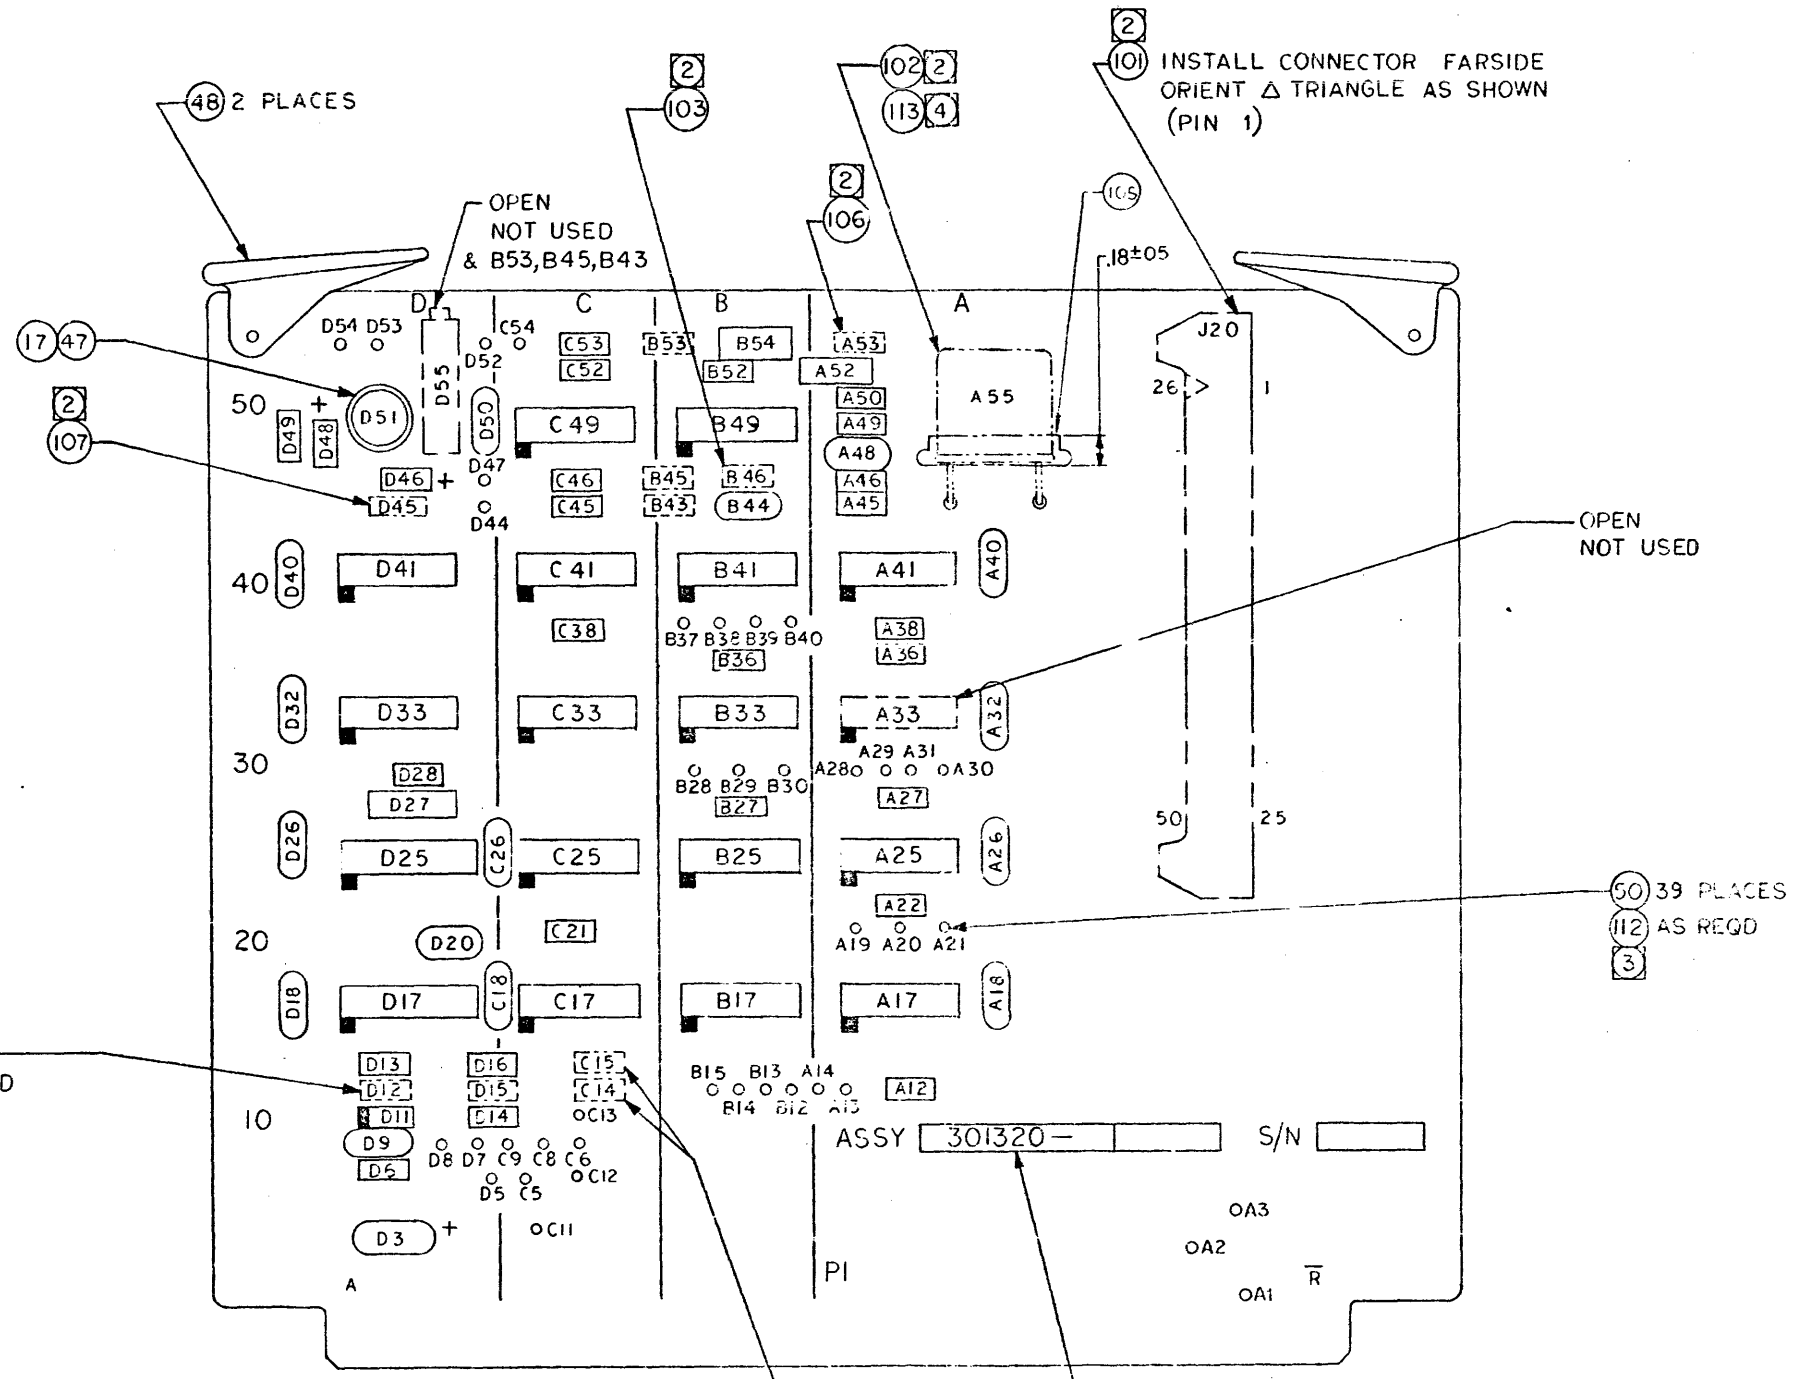 2
101 INSTALL CONNECTOR FARSIDE
ORIENT △ TRIANGLE AS SHOWN
(PIN 1)
2
103
102 2
113 4
48 2 PLACES
2
106
105
.18±05
OPEN
NOT USED
& B53,B45,B43
D C B A
17 47
D54 D53
D55
D52
C54
C53
C52
B53
B54
B52
A53
A52
A50
A49
A48
A46
A45
A55
J20
26 > 1
50
2
107
D49
+
D48
D51
D50
C49
B49
D47
D46 +
D45
D44
C46
C45
B45
B43
B46
B44
OPEN
NOT USED
40
D40
D41
C41
B41
A41
A40
C38
B37 B38 B39 B40
B36
A38
A36
D32
D33
C33
B33
A33
A32
30
D28
D27
B28 B29 B30
B27
A29 A31
A28 A30
A27
50 25
D26
D25
C26
C25
B25
A25
A26
50 39 PLACES
112 AS REQD
3
20
D20
C21
A22
A19 A20 A21
D18
D17
C18
C17
B17
A17
A18
D
D13
D12
D11
D9
D16
D15
D14
C15
C14
C13
B15 B13 A14
B14 B12 A13
A12
10
ASSY 301320— S/N
D8 D7 C9 C8 C6
D5 C5
C12
D3 +
C11
A3
A2
A1
A
P1
R